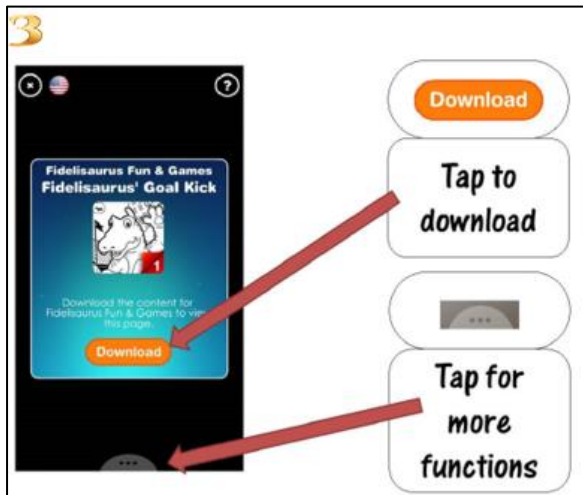 3
×
?
Fidelisaurus Fun & Games
Fidelisaurus' Goal Kick
1
Download the content for
Fidelisaurus Fun & Games to view
this page.
Download
Download
Tap to
download
Tap for
more
functions